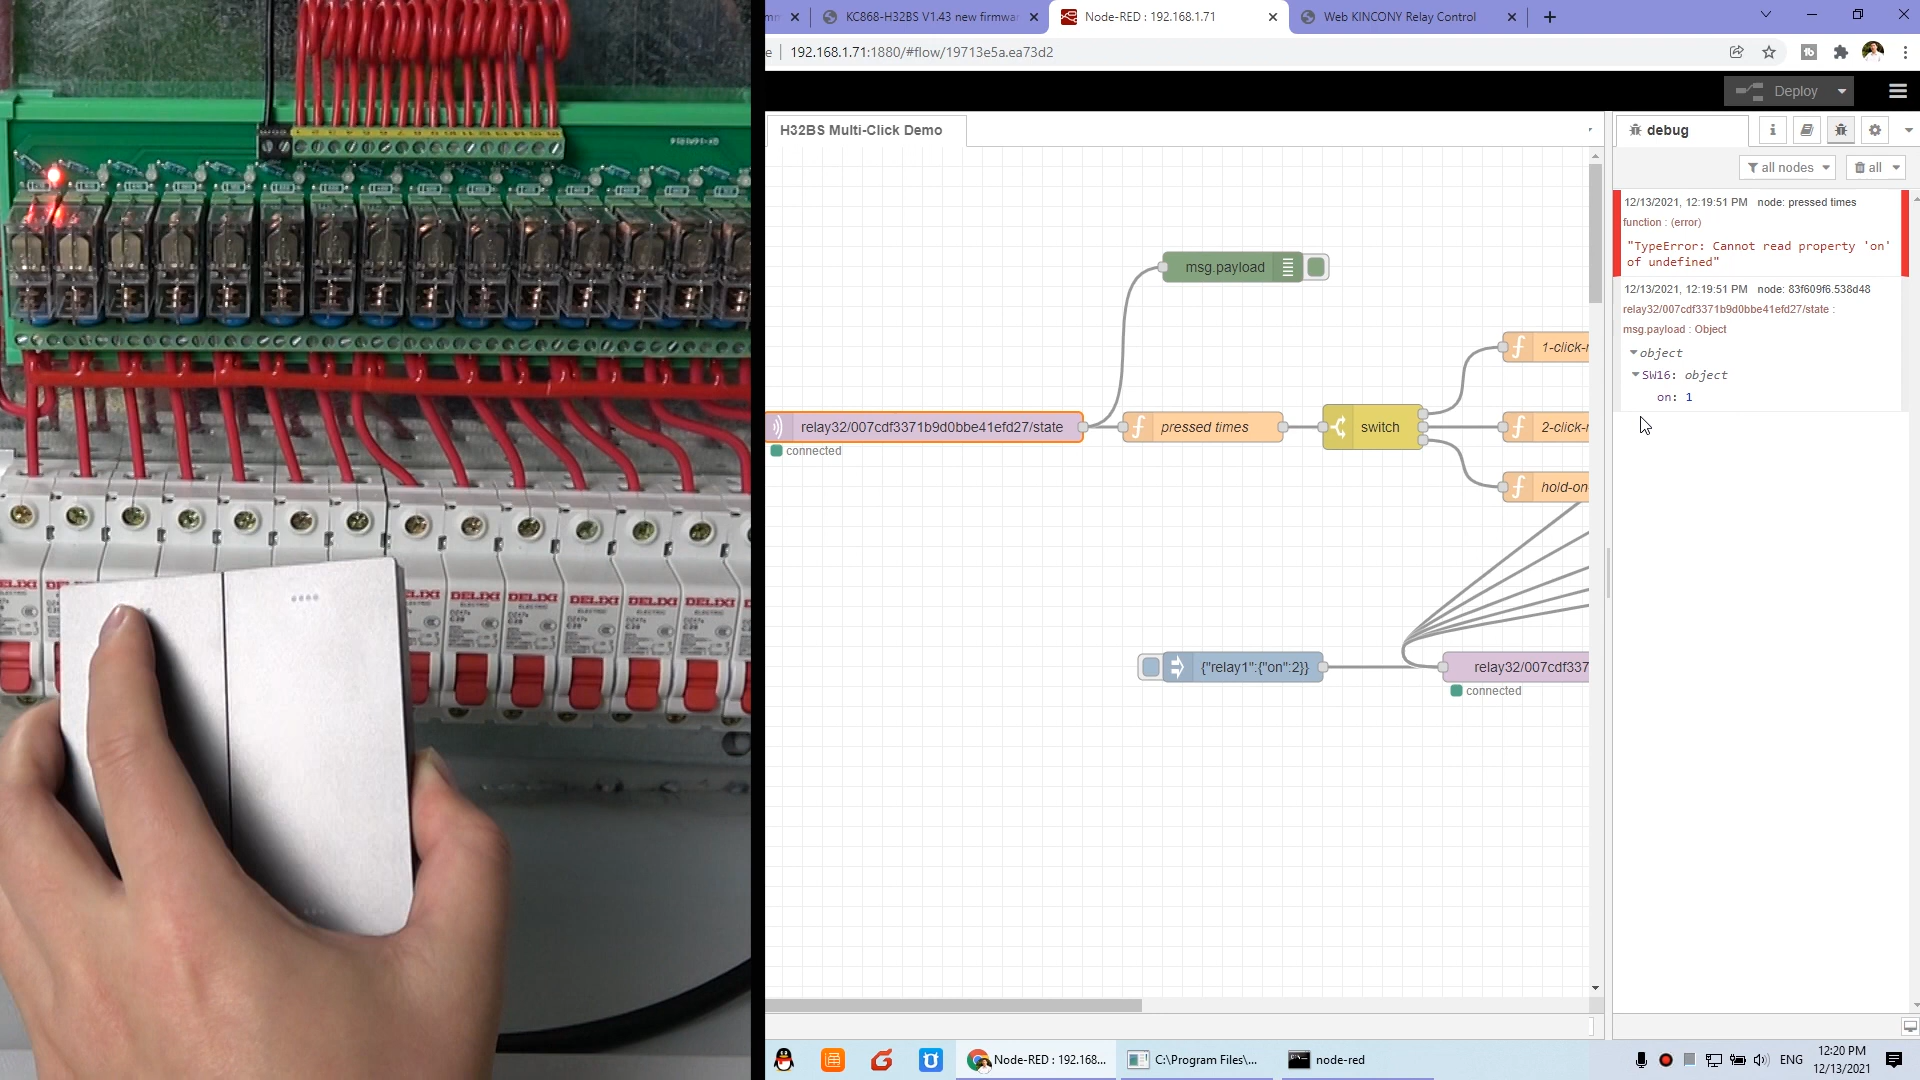 KC868-H32BS V1.43 new firmwar
Node-RED : 192.168.1.71
Web KINCONY Relay Control
192.168.1.71:1880/#flow/19713e5a.ea73d2
Deploy
H32BS Multi-Click Demo
debug
all nodes
all
12/13/2021, 12:19:51 PM node: pressed times
function : (error)
"TypeError: Cannot read property 'on'
of undefined"
12/13/2021, 12:19:51 PM node: 83f609f6.538d48
relay32/007cdf3371b9d0bbe41efd27/state :
msg.payload : Object
object
SW16: object
on: 1
msg.payload
1-click-r
relay32/007cdf3371b9d0bbe41efd27/state
connected
pressed times
switch
2-click-r
hold-on
{"relay1":{"on":2}}
relay32/007cdf337
connected
DELIXI
DELIXI
DELIXI
DELIXI
DELIXI
DELIXI
Node-RED : 192.168...
C:\Program Files\...
node-red
ENG
12:20 PM
12/13/2021